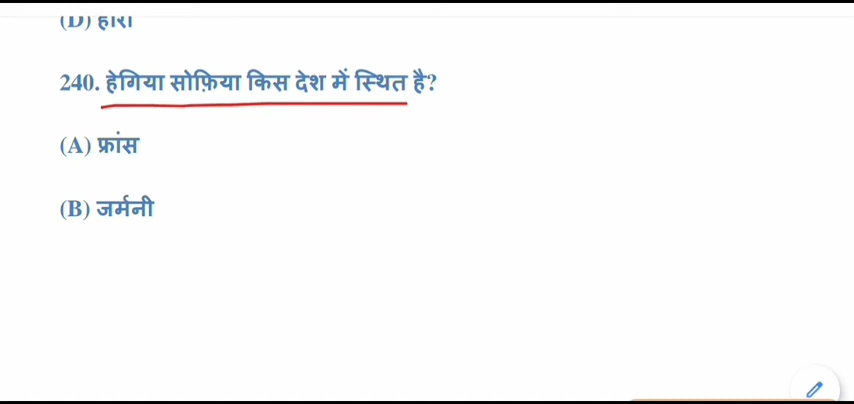 (D) हीरा
240. हेगिया सोफ़िया किस देश में स्थित है?
(A) फ्रांस
(B) जर्मनी